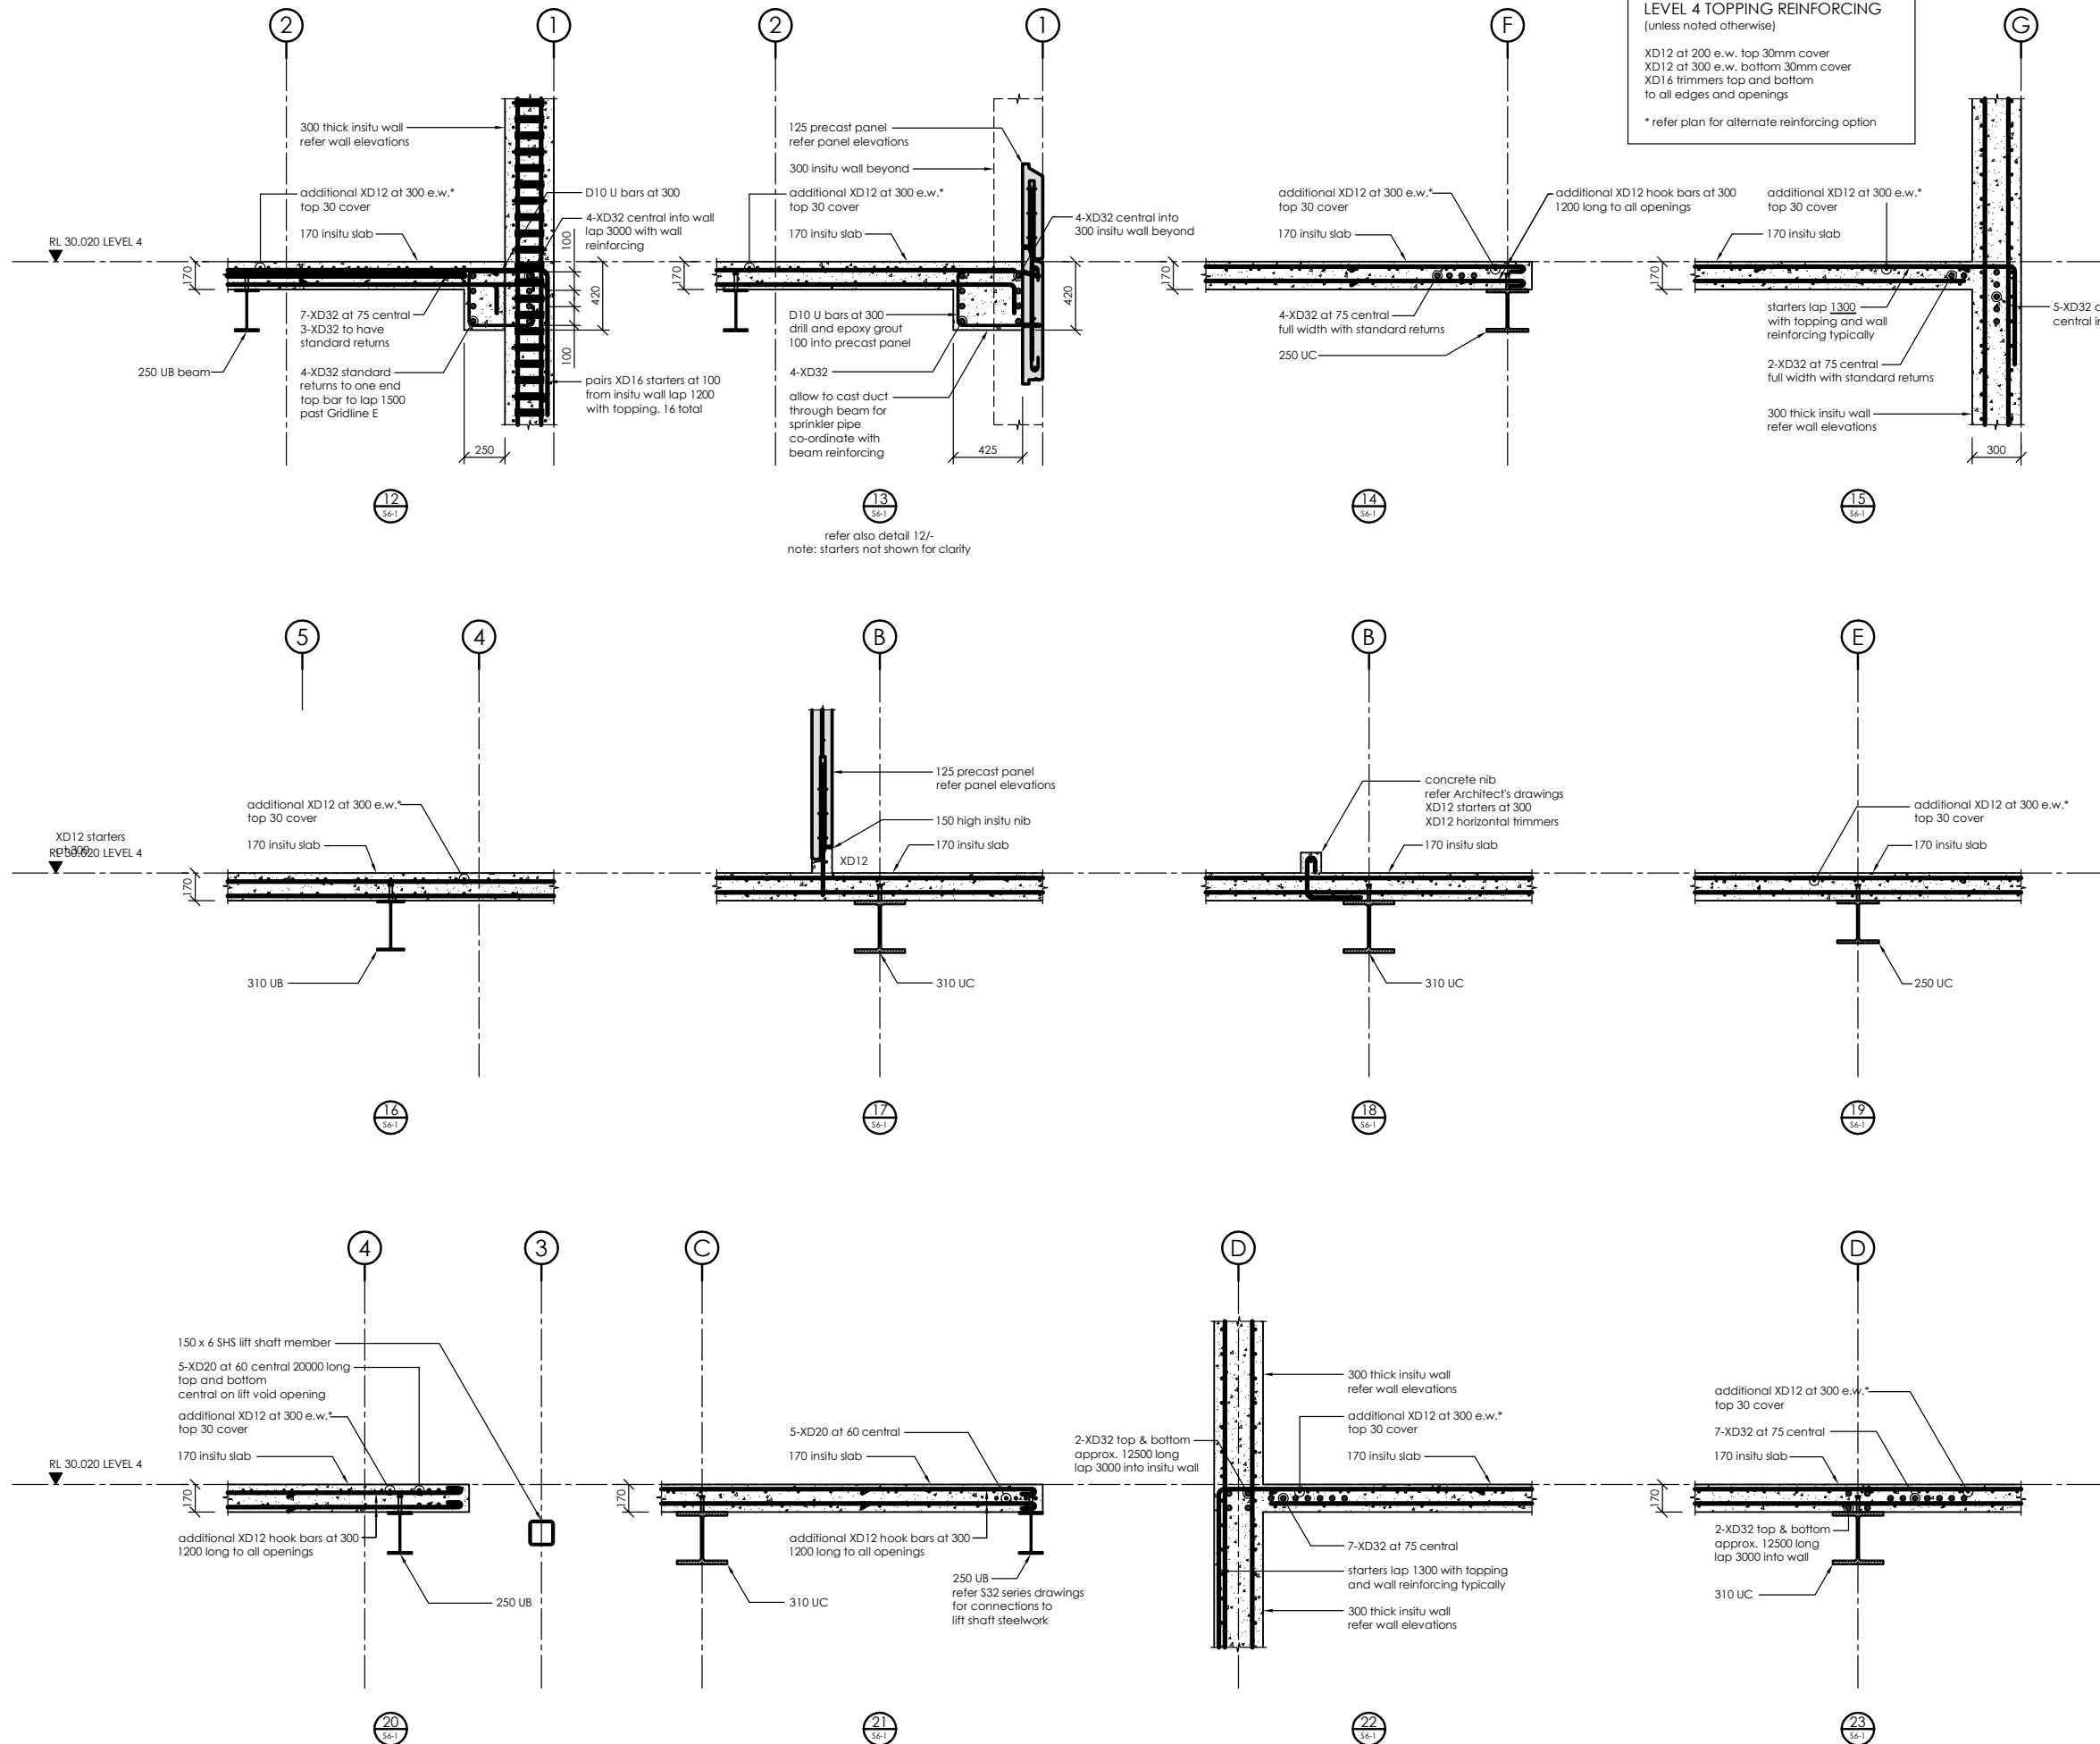 LEVEL 4 TOPPING REINFORCING
(unless noted otherwise)
XD12 at 200 e.w. top 30mm cover
XD12 at 300 e.w. bottom 30mm cover
XD16 trimmers top and bottom
to all edges and openings
* refer plan for alternate reinforcing option
2
1
300 thick insitu wall
refer wall elevations
additional XD12 at 300 e.w.*
top 30 cover
170 insitu slab
RL 30.020 LEVEL 4
170
D10 U bars at 300
4-XD32 central into wall
lap 3000 with wall
reinforcing
100
420
100
7-XD32 at 75 central
3-XD32 to have
standard returns
250 UB beam
4-XD32 standard
returns to one end
top bar to lap 1500
past Gridline E
pairs XD16 starters at 100
from insitu wall lap 1200
with topping. 16 total
250
12
S6-1
2
1
125 precast panel
refer panel elevations
300 insitu wall beyond
additional XD12 at 300 e.w.*
top 30 cover
170 insitu slab
4-XD32 central into
300 insitu wall beyond
170
420
D10 U bars at 300
drill and epoxy grout
100 into precast panel
4-XD32
allow to cast duct
through beam for
sprinkler pipe
co-ordinate with
beam reinforcing
425
13
S6-1
refer also detail 12/-
note: starters not shown for clarity
F
additional XD12 at 300 e.w.*
top 30 cover
170 insitu slab
additional XD12 hook bars at 300
1200 long to all openings
170
4-XD32 at 75 central
full width with standard returns
250 UC
14
S6-1
G
additional XD12 at 300 e.w.*
top 30 cover
170 insitu slab
170
starters lap 1300
with topping and wall
reinforcing typically
5-XD32
central
2-XD32 at 75 central
full width with standard returns
300 thick insitu wall
refer wall elevations
300
15
S6-1
5
4
additional XD12 at 300 e.w.*
top 30 cover
170 insitu slab
XD12 starters
at 300
RL 30.020 LEVEL 4
170
310 UB
16
S6-1
B
125 precast panel
refer panel elevations
150 high insitu nib
170 insitu slab
XD12
310 UC
17
S6-1
B
concrete nib
refer Architect's drawings
XD12 starters at 300
XD12 horizontal trimmers
170 insitu slab
170
310 UC
18
S6-1
E
additional XD12 at 300 e.w.*
top 30 cover
170 insitu slab
170
250 UC
19
S6-1
4
3
150 x 6 SHS lift shaft member
5-XD20 at 60 central 20000 long
top and bottom
central on lift void opening
additional XD12 at 300 e.w.*
top 30 cover
170 insitu slab
RL 30.020 LEVEL 4
170
additional XD12 hook bars at 300
1200 long to all openings
250 UB
20
S6-1
C
5-XD20 at 60 central
170 insitu slab
170
additional XD12 hook bars at 300
1200 long to all openings
250 UB
refer S32 series drawings
for connections to
lift shaft steelwork
310 UC
21
S6-1
D
300 thick insitu wall
refer wall elevations
additional XD12 at 300 e.w.*
top 30 cover
170 insitu slab
2-XD32 top & bottom
approx. 12500 long
lap 3000 into insitu wall
7-XD32 at 75 central
starters lap 1300 with topping
and wall reinforcing typically
300 thick insitu wall
refer wall elevations
22
S6-1
D
additional XD12 at 300 e.w.*
top 30 cover
7-XD32 at 75 central
170 insitu slab
170
2-XD32 top & bottom
approx. 12500 long
lap 3000 into wall
310 UC
23
S6-1